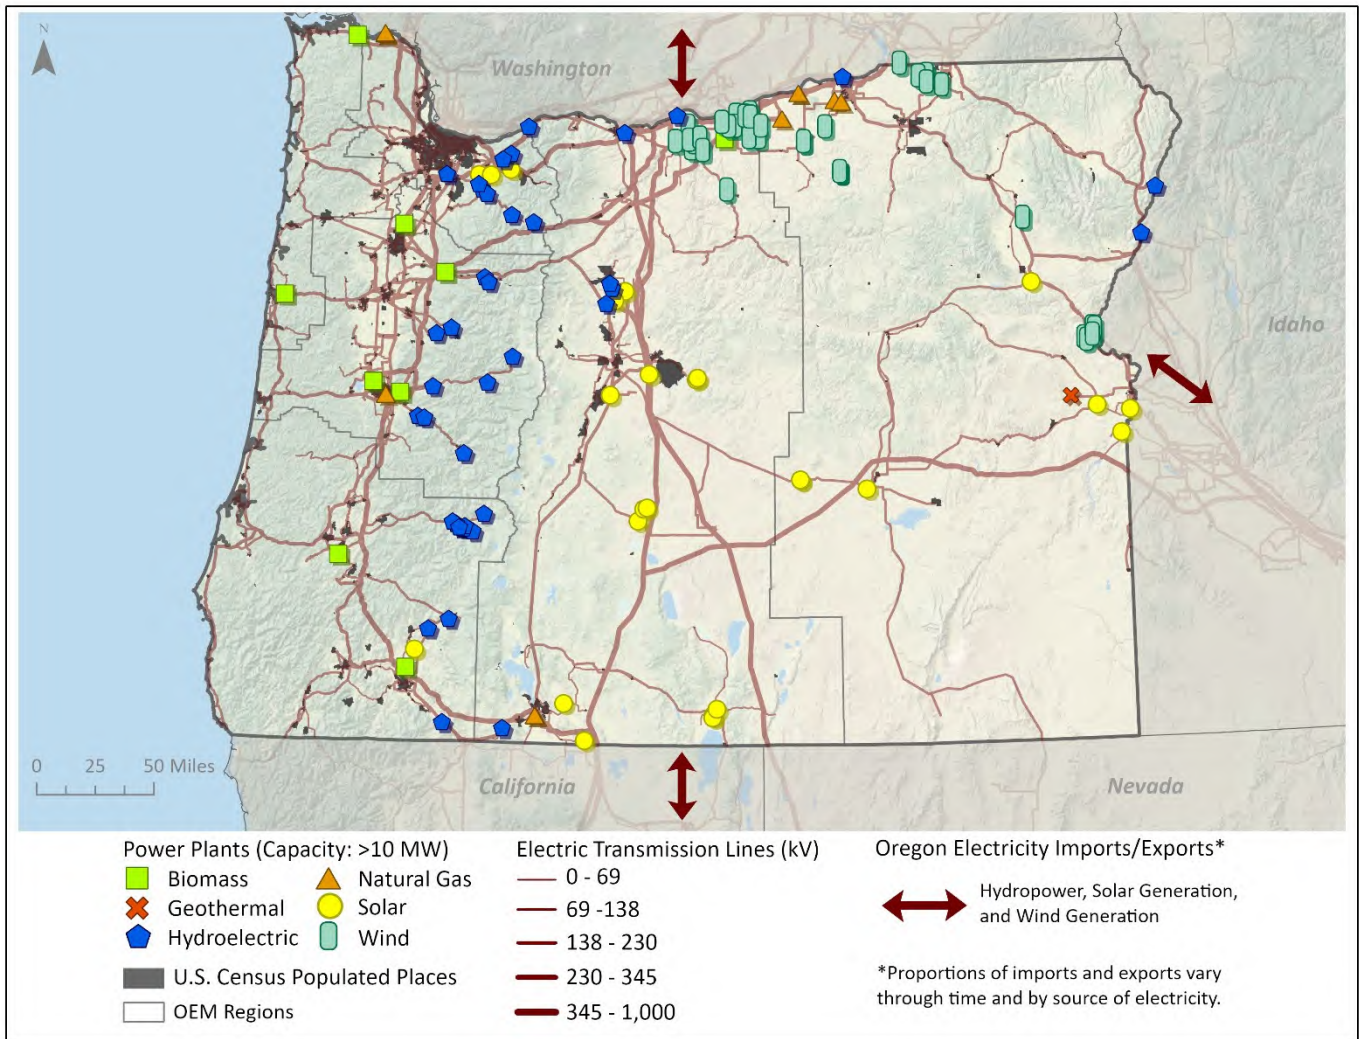 N
Washington
Idaho
0 25 50 Miles
California
Nevada
Power Plants (Capacity: >10 MW)
Biomass
Natural Gas
Geothermal
Solar
Hydroelectric
Wind
U.S. Census Populated Places
OEM Regions
Electric Transmission Lines (kV)
0 - 69
69 -138
138 - 230
230 - 345
345 - 1,000
Oregon Electricity Imports/Exports*
Hydropower, Solar Generation,
and Wind Generation
*Proportions of imports and exports vary
through time and by source of electricity.